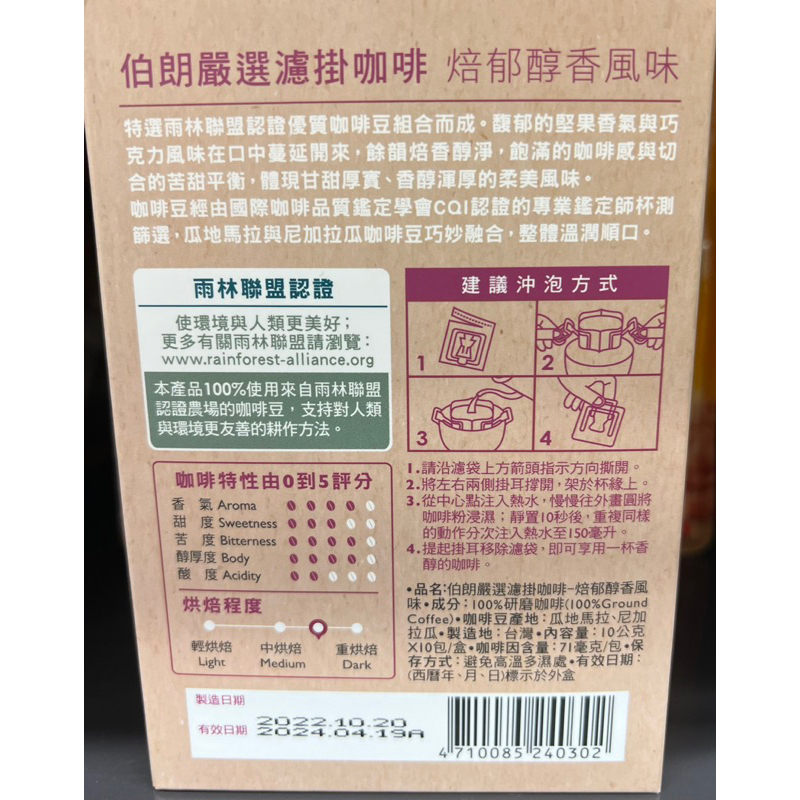 伯朗嚴選濾掛咖啡 焙郁醇香風味
特選雨林聯盟認證優質咖啡豆組合而成。馥郁的堅果香氣與巧
克力風味在口中蔓延開來，餘韻焙香醇淨，飽滿的咖啡感與切
合的苦甜平衡，體現甘甜厚實、香醇渾厚的柔美風味。
咖啡豆經由國際咖啡品質鑑定學會CQI認證的專業鑑定師杯測
篩選，瓜地馬拉與尼加拉瓜咖啡豆巧妙融合，整體溫潤順口。
雨林聯盟認證
使環境與人類更美好；
更多有關雨林聯盟請瀏覽：
www.rainforest-alliance.org
本產品100%使用來自雨林聯盟
認證農場的咖啡豆，支持對人類
與環境更友善的耕作方法。
咖啡特性由0到5評分
香 氣 Aroma
甜 度 Sweetness
苦 度 Bitterness
醇厚度 Body
酸 度 Acidity
烘焙程度
輕烘焙 中烘焙 重烘焙
Light Medium Dark
建議沖泡方式
1 2
3 4
1.請沿濾袋上方箭頭指示方向撕開。
2.將左右兩側掛耳撐開，架於杯緣上。
3.從中心點注入熱水，慢慢往外畫圓將
咖啡粉浸濕；靜置10秒後，重複同樣
的動作分次注入熱水至150毫升。
4.提起掛耳移除濾袋，即可享用一杯香
醇的咖啡。
•品名：伯朗嚴選濾掛咖啡-焙郁醇香風
味•成分：100%研磨咖啡(100%Ground
Coffee)•咖啡豆產地：瓜地馬拉、尼加
拉瓜•製造地：台灣•內容量：10公克
X10包/盒•咖啡因含量：71毫克/包•保
存方式：避免高溫多濕處•有效日期：
(西曆年、月、日)標示於外盒
製造日期
有效日期
2022.10.20
2024.04.19A
4 710085 240302